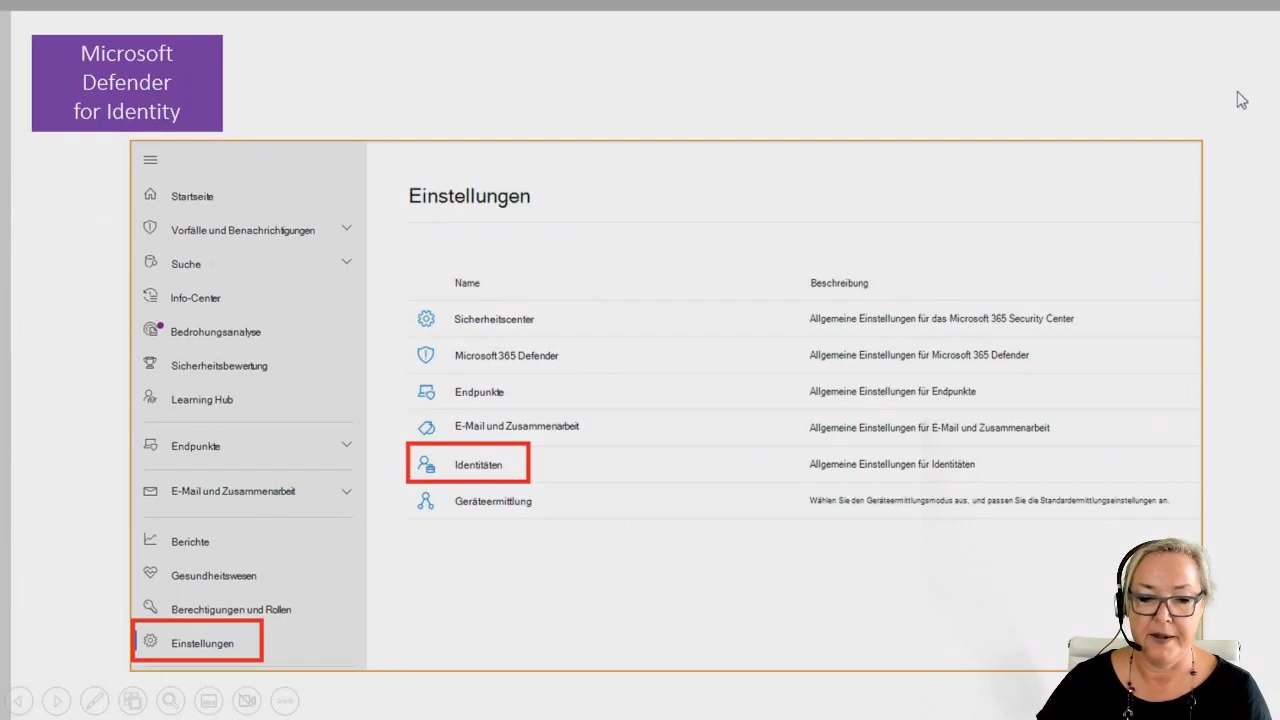 Microsoft
Defender
for Identity
Startseite
Vorfälle und Benachrichtigungen
Suche
Info-Center
Bedrohungsanalyse
Sicherheitsbewertung
Learning Hub
Endpunkte
E-Mail und Zusammenarbeit
Berichte
Gesundheitswesen
Berechtigungen und Rollen
Einstellungen
Einstellungen
Name Beschreibung
Sicherheitscenter Allgemeine Einstellungen für das Microsoft 365 Security Center
Microsoft 365 Defender Allgemeine Einstellungen für Microsoft 365 Defender
Endpunkte Allgemeine Einstellungen für Endpunkte
E-Mail und Zusammenarbeit Allgemeine Einstellungen für E-Mail und Zusammenarbeit
Identitäten Allgemeine Einstellungen für Identitäten
Geräteermittlung Wählen Sie den Geräteermittlungsmodus aus, und passen Sie die Standardermittlungseinstellungen an.